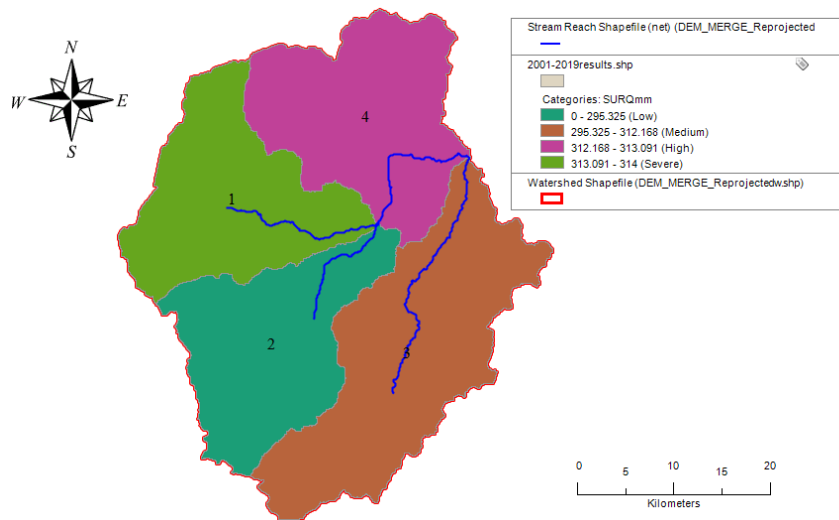 N
W
E
S
1
2
3
4
Stream Reach Shapefile (net) (DEM_MERGE_Reprojected
2001-2019results.shp
Categories: SURQmm
0 - 295.325 (Low)
295.325 - 312.168 (Medium)
312.168 - 313.091 (High)
313.091 - 314 (Severe)
Watershed Shapefile (DEM_MERGE_Reprojectedw.shp)
0 5 10 15 20
Kilometers